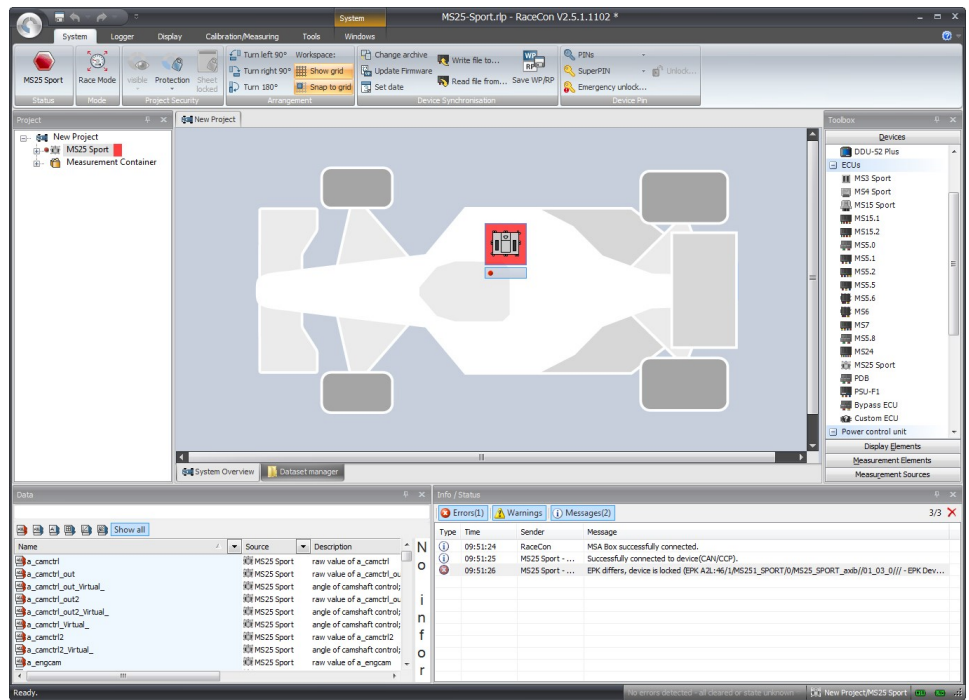 System
MS25-Sport.rlp - RaceCon V2.5.1.1102 *
System Logger Display Calibration/Measuring Tools Windows
MS25 Sport
Status
Race Mode
Mode
visible
Protection
Sheet locked
Project Security
Turn left 90° Workspace:
Turn right 90° Show grid
Turn 180° Snap to grid
Arrangement
Change archive
Update Firmware
Set date
Write file to...
Read file from...
WP
RP
Save WP/RP
Device Synchronisation
PINs -
SuperPIN - Unlock...
Emergency unlock...
Device Pin
Project
New Project
MS25 Sport
Measurement Container
New Project
System Overview Dataset manager
Toolbox
Devices
DDU-S2 Plus
ECUs
MS3 Sport
MS4 Sport
MS15 Sport
MS15.1
MS15.2
MS5.0
MS5.1
MS5.2
MS5.5
MS5.6
MS6
MS7
MS5.8
MS24
MS25 Sport
PDB
PSU-F1
Bypass ECU
Custom ECU
Power control unit
Display Elements
Measurement Elements
Measurement Sources
Data
Show all
Name Source Description
a_camctrl MS25 Sport raw value of a_camctrl
a_camctrl_out MS25 Sport raw value of a_camctrl_ou
a_camctrl_out_Virtual_ MS25 Sport angle of camshaft control;
a_camctrl_out2 MS25 Sport raw value of a_camctrl_ou
a_camctrl_out2_Virtual_ MS25 Sport angle of camshaft control;
a_camctrl_Virtual_ MS25 Sport angle of camshaft control;
a_camctrl2 MS25 Sport raw value of a_camctrl2
a_camctrl2_Virtual_ MS25 Sport angle of camshaft control;
a_engcam MS25 Sport raw value of a_engcam
No infor
Info / Status
Errors(1) Warnings Messages(2) 3/3
Type Time Sender Message
09:51:24 RaceCon MSA Box successfully connected.
09:51:25 MS25 Sport - ... Successfully connected to device(CAN/CCP).
09:51:26 MS25 Sport - ... EPK differs, device is locked (EPK A2L:46/1/MS251_SPORT/0/MS25_SPORT_axib//01_03_0/// - EPK Dev...
Ready.
No errors detected - all cleared or state unknown
New Project/MS25 Sport